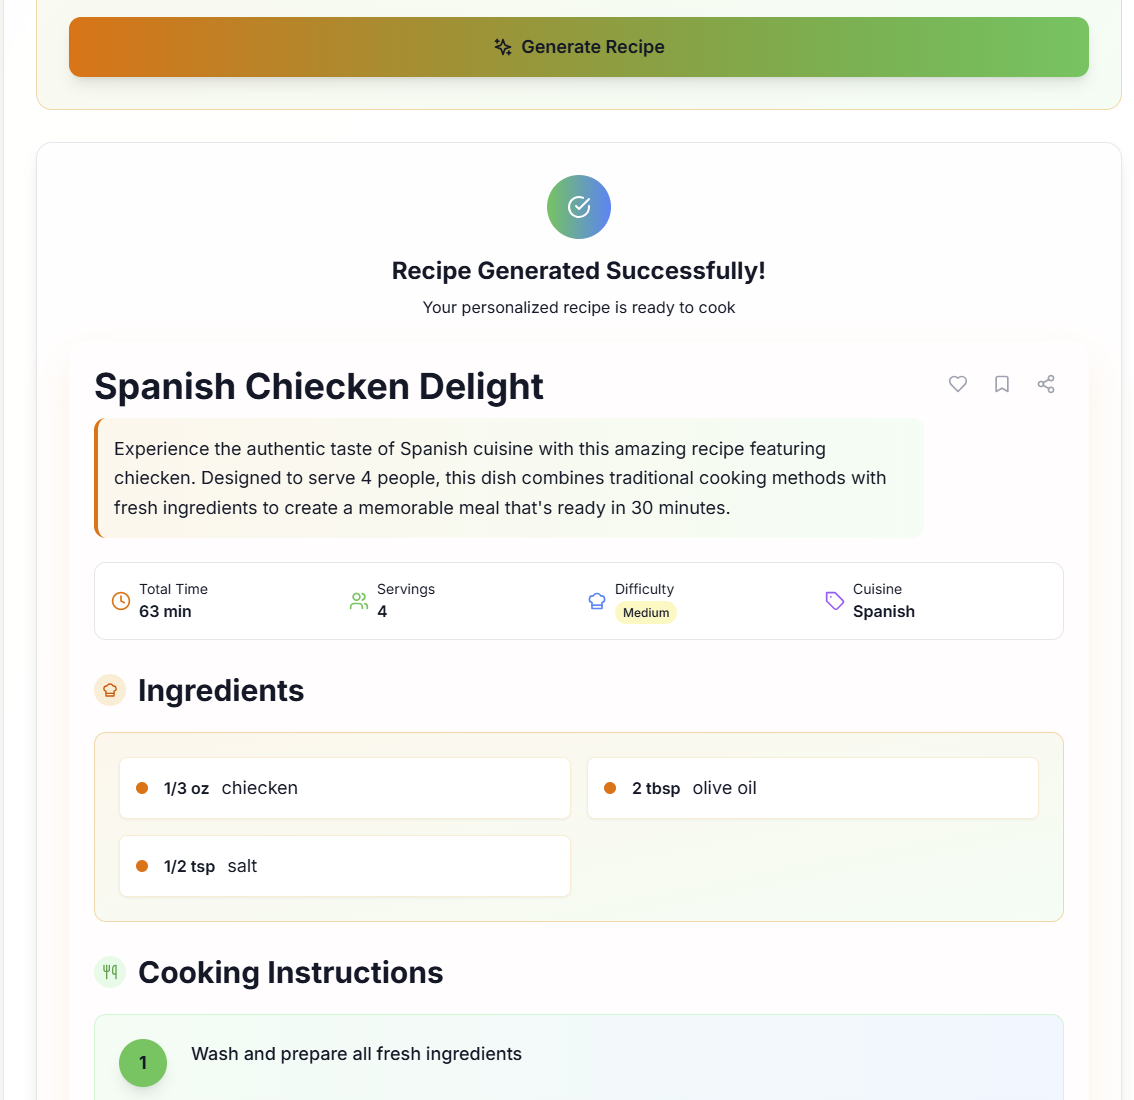 Generate Recipe
Recipe Generated Successfully!
Your personalized recipe is ready to cook
Spanish Chiecken Delight
Experience the authentic taste of Spanish cuisine with this amazing recipe featuring
chiecken. Designed to serve 4 people, this dish combines traditional cooking methods with
fresh ingredients to create a memorable meal that's ready in 30 minutes.
Total Time
63 min
Servings
4
Difficulty
Medium
Cuisine
Spanish
Ingredients
1/3 oz chiecken
2 tbsp olive oil
1/2 tsp salt
Cooking Instructions
1
Wash and prepare all fresh ingredients